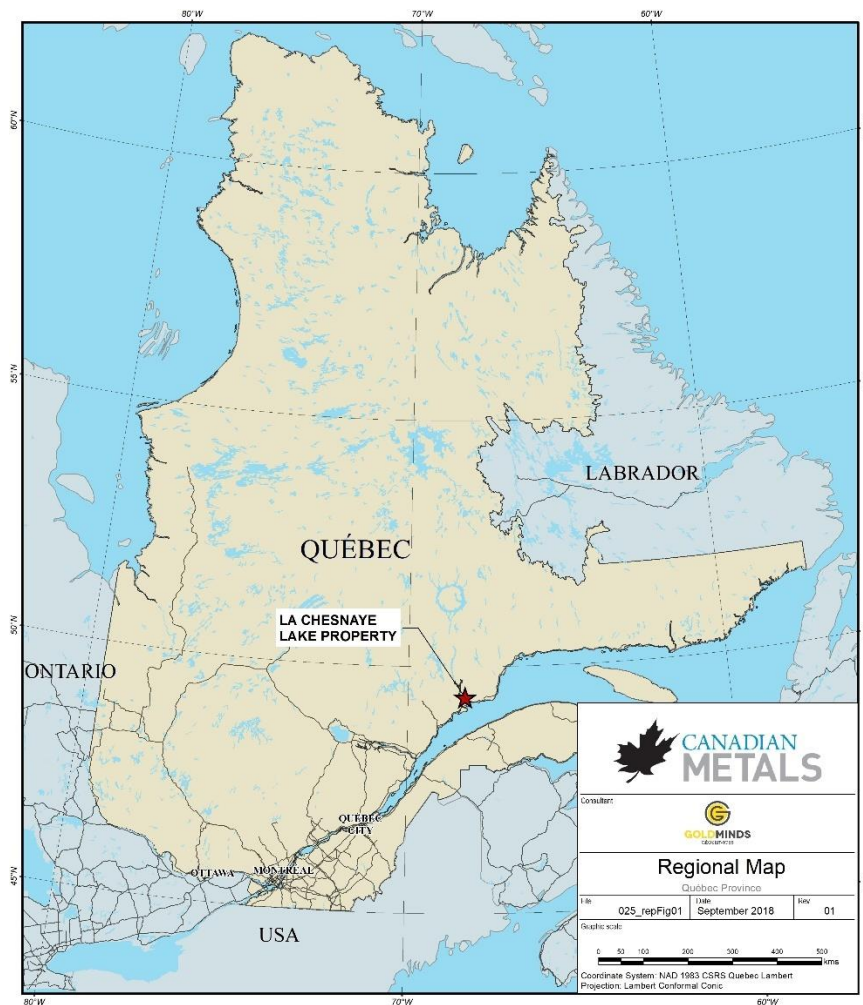 80°W
70°W
60°W
60°N
55°N
LABRADOR
QUÉBEC
50°N
LA CHESNAYE
LAKE PROPERTY
ONTARIO
QUÉBEC
CITY
OTTAWA
MONTRÉAL
45°N
USA
CANADIAN
METALS
Consultant
GOLDMINDS
Regional Map
Québec Province
File
025_repFig01
Date
September 2018
Rev
01
Graphic scale
0 50 100 200 300 400 500
kms
Coordinate System: NAD 1983 CSRS Quebec Lambert
Projection: Lambert Conformal Conic
80°W
70°W
60°W